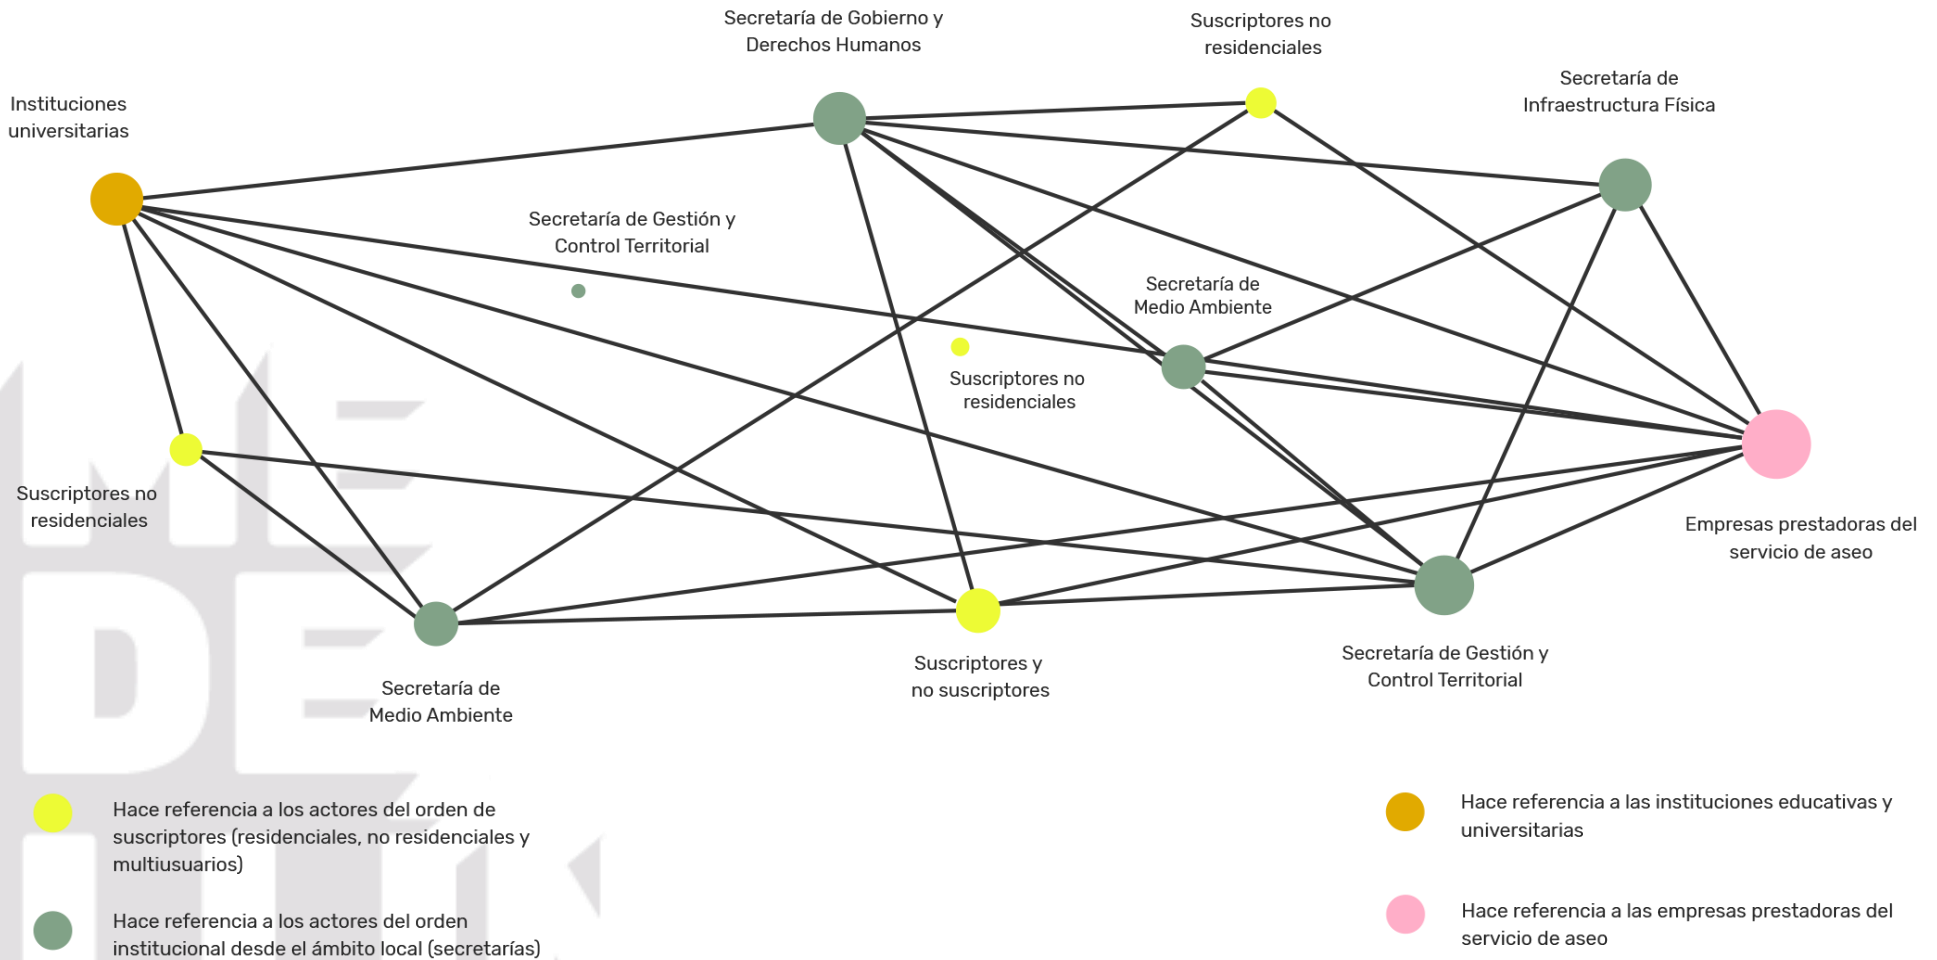 Secretaría de Gobierno y
Derechos Humanos
Suscriptores no
residenciales
Secretaría de
Infraestructura Física
Instituciones
universitarias
Secretaría de Gestión y
Control Territorial
Secretaría de
Medio Ambiente
Suscriptores no
residenciales
Suscriptores no
residenciales
Empresas prestadoras del
servicio de aseo
Secretaría de
Medio Ambiente
Suscriptores y
no suscriptores
Secretaría de Gestión y
Control Territorial
Hace referencia a los actores del orden de
suscriptores (residenciales, no residenciales y
multiusuarios)
Hace referencia a los actores del orden
institucional desde el ámbito local (secretarías)
Hace referencia a las instituciones educativas y
universitarias
Hace referencia a las empresas prestadoras del
servicio de aseo
ME
DE